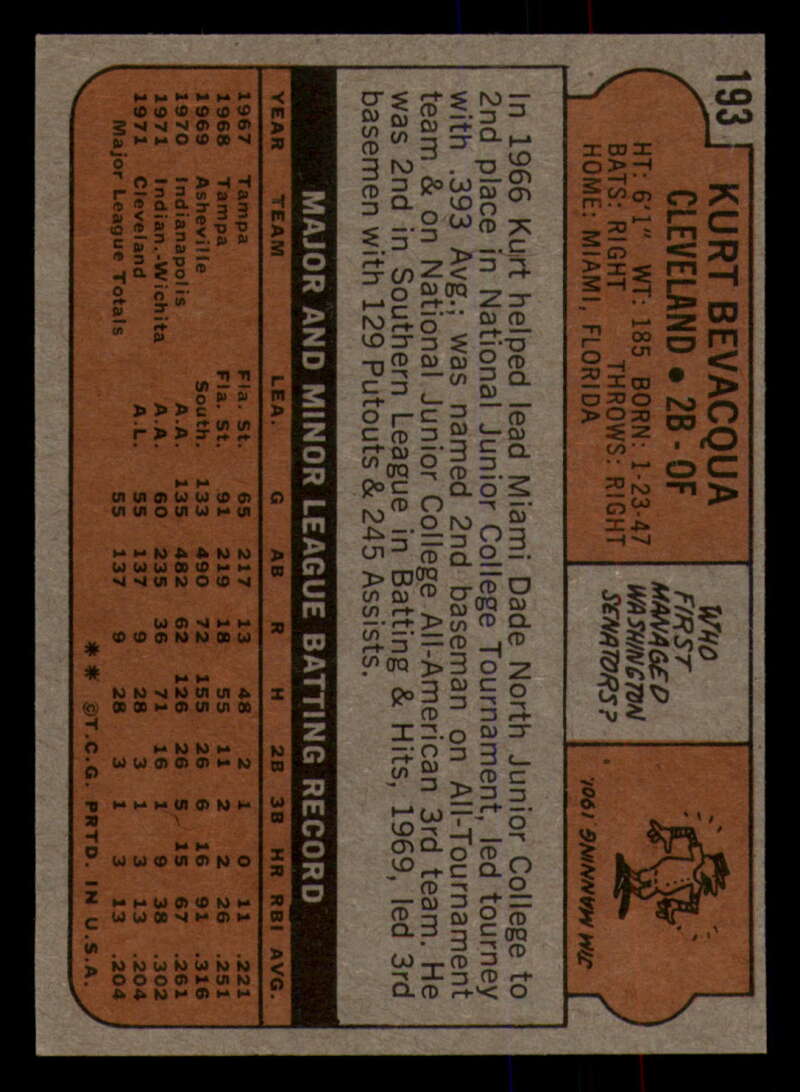 193
KURT BEVACQUA
CLEVELAND • 2B-OF
HT: 6'1" WT: 185 BORN: 1-23-47
BATS: RIGHT THROWS: RIGHT
HOME: MIAMI, FLORIDA
WHO
FIRST
MANAGED
WASHINGTON
SENATORS?
JIM MANNING 1901.
In 1966 Kurt helped lead Miami Dade North Junior College to
2nd place in National Junior College Tournament, led tourney
with .393 Avg.; was named 2nd baseman on All-Tournament
team & on National Junior College All-American 3rd team. He
was 2nd in Southern League in Batting & Hits, 1969, led 3rd
basemen with 129 Putouts & 245 Assists.
MAJOR AND MINOR LEAGUE BATTING RECORD
YEAR TEAM LEA. G AB R H 2B 3B HR RBI AVG.
1967 Tampa Fla. St. 65 217 13 48 2 1 0 11 .221
1968 Tampa Fla. St. 91 219 18 55 11 2 2 26 .251
1969 Asheville South. 133 490 72 155 26 6 16 91 .316
1970 Indianapolis A.A. 135 482 62 126 26 5 15 67 .261
1971 Indian.-Wichita A.A. 60 235 36 71 16 1 9 38 .302
1971 Cleveland A.L. 55 137 9 28 3 1 3 13 .204
Major League Totals 55 137 9 28 3 1 3 13 .204
** ©T.C.G. PRTD. IN U.S.A.